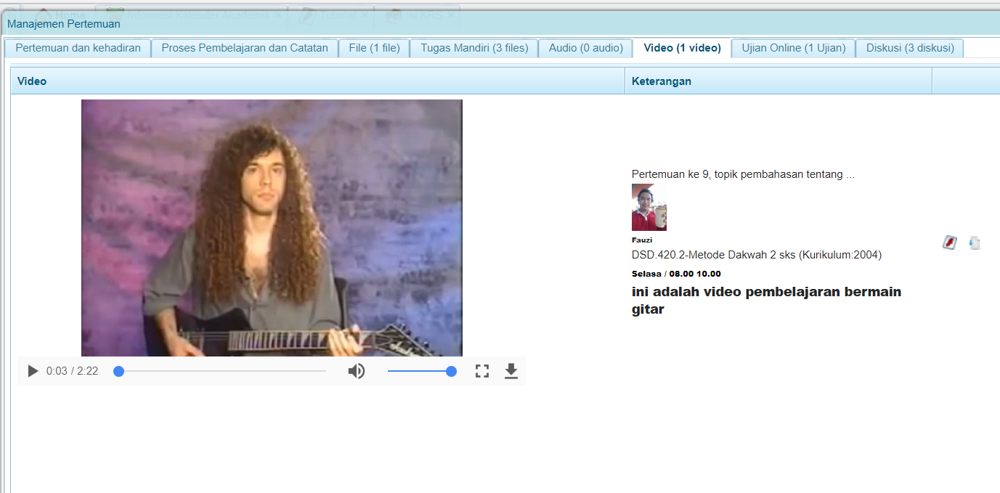 Home
Informasi Kalender Akademik
Tutorial
Isi KRS
Manajemen Pertemuan
Pertemuan dan kehadiran
Proses Pembelajaran dan Catatan
File (1 file)
Tugas Mandiri (3 files)
Audio (0 audio)
Video (1 video)
Ujian Online (1 Ujian)
Diskusi (3 diskusi)
Video
Keterangan
Pertemuan ke 9, topik pembahasan tentang ...
Fauzi
DSD.420.2-Metode Dakwah 2 sks (Kurikulum:2004)
Selasa / 08.00 10.00
ini adalah video pembelajaran bermain
gitar
0:03 / 2:22